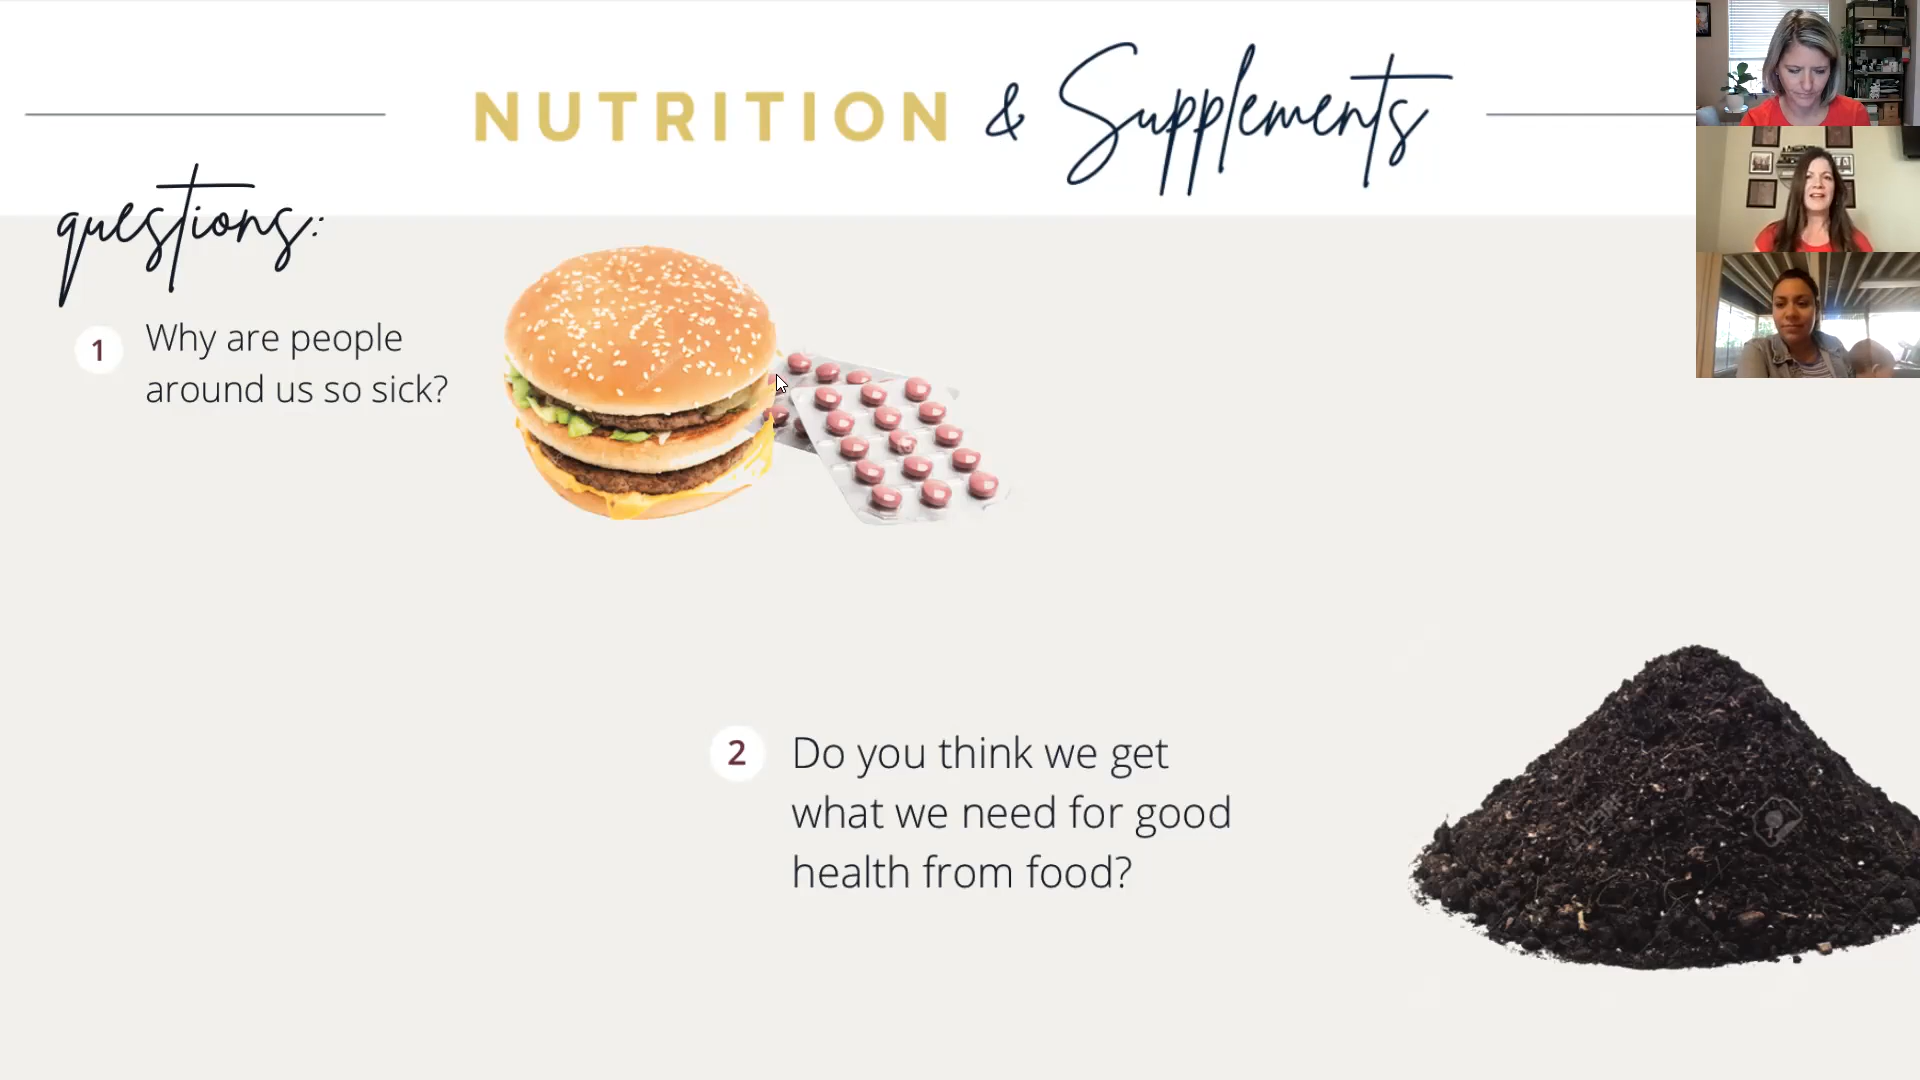 NUTRITION & Supplements
questions:
1
Why are people
around us so sick?
2
Do you think we get
what we need for good
health from food?
123RF